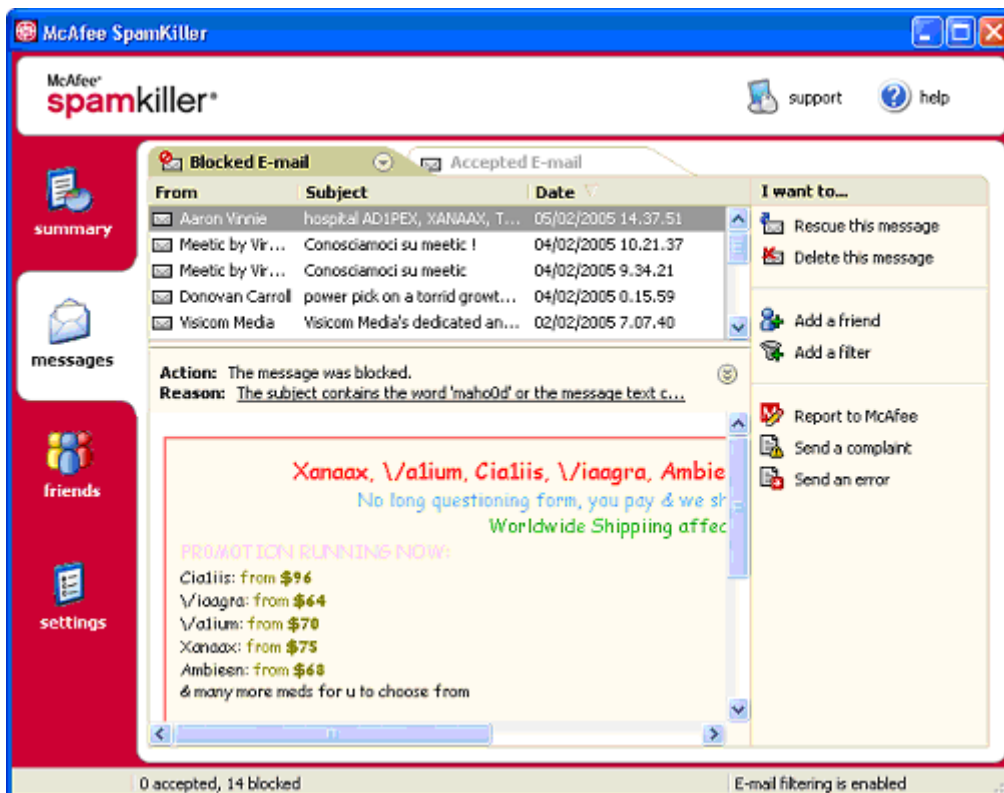 McAfee SpamKiller
McAfee®
spamkiller®
support
help
summary
messages
friends
settings
Blocked E-mail
Accepted E-mail
From Subject Date
Aaron Vinnie hospital AD1PEX, XANAAX, T... 05/02/2005 14.37.51
Meetic by Vir... Conosciamoci su meetic ! 04/02/2005 10.21.37
Meetic by Vir... Conosciamoci su meetic 04/02/2005 9.34.21
Donovan Carroll power pick on a torrid growt... 04/02/2005 0.15.59
Visicom Media Visicom Media's dedicated an... 02/02/2005 7.07.40
Action: The message was blocked.
Reason: The subject contains the word 'maho0d' or the message text c...
Xanaax, \/a1ium, Cia1iis, \/iaagra, Ambie
No long questioning form, you pay & we sh
Worldwide Shippiing affec
PROMOTION RUNNING NOW:
Cia1iis: from $96
\/iaagra: from $64
\/a1ium: from $70
Xanaax: from $75
Ambieen: from $68
& many more meds for u to choose from
I want to...
Rescue this message
Delete this message
Add a friend
Add a filter
Report to McAfee
Send a complaint
Send an error
0 accepted, 14 blocked
E-mail filtering is enabled